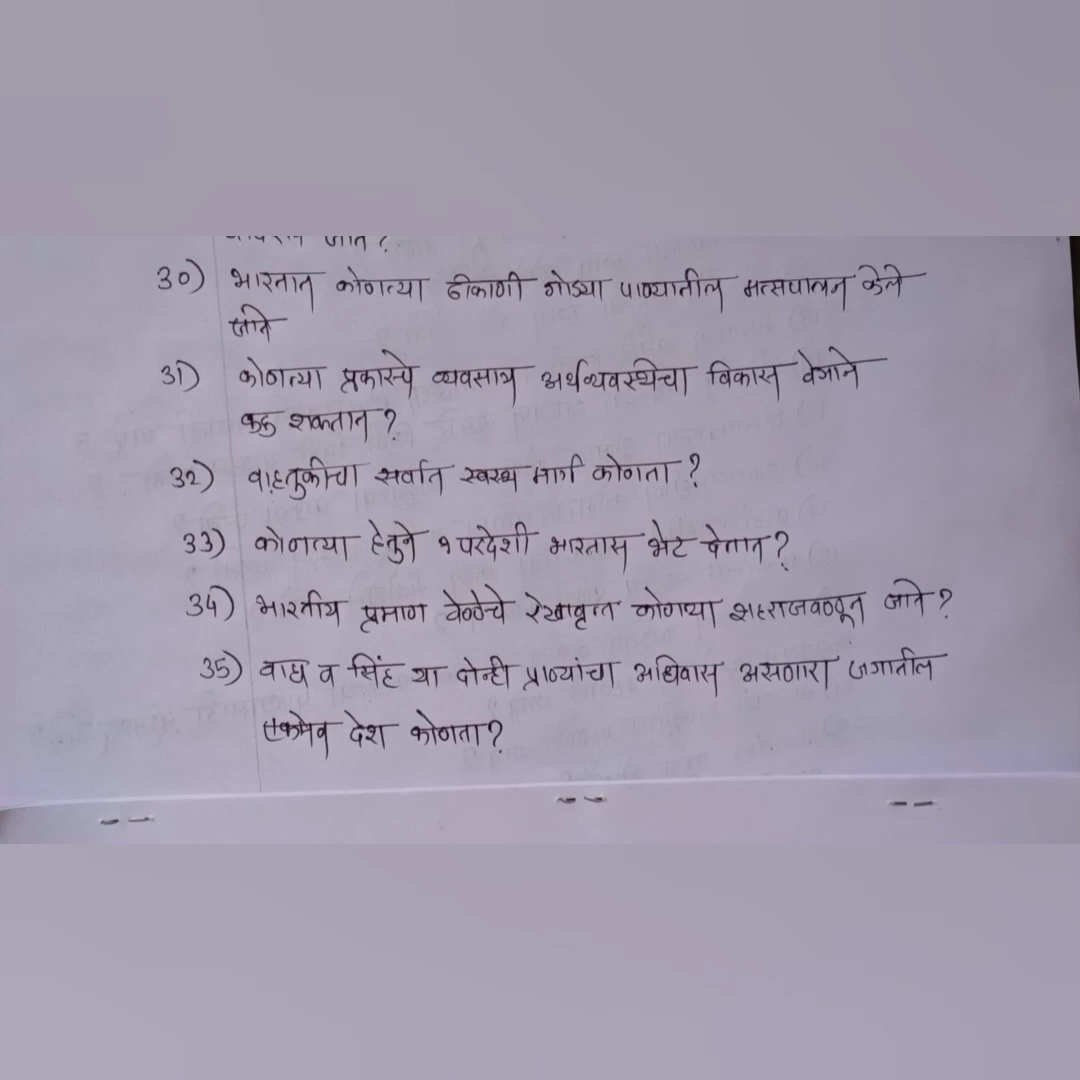 जाते?
30) भारतात कोणत्या ठीकाणी गोड्या पाण्यातील मत्सपालन केले
जाते
31) कोणत्या प्रकारचे व्यवसाय अर्थव्यवस्थेचा विकास वेगाने
करु शकतात?
32) वाहतुकीचा सर्वात स्वस्थ मार्ग कोणता?
33) कोणत्या हेतुने १ परदेशी भारतास भेट देतात?
34) भारतीय प्रमाण वेळेचे रेखावृत्त कोणत्या शहराजवळून जाते?
35) वाघ व सिंह या दोन्ही प्राण्यांचा अधिवास असणारा जगातील
एकमेव देश कोणता?